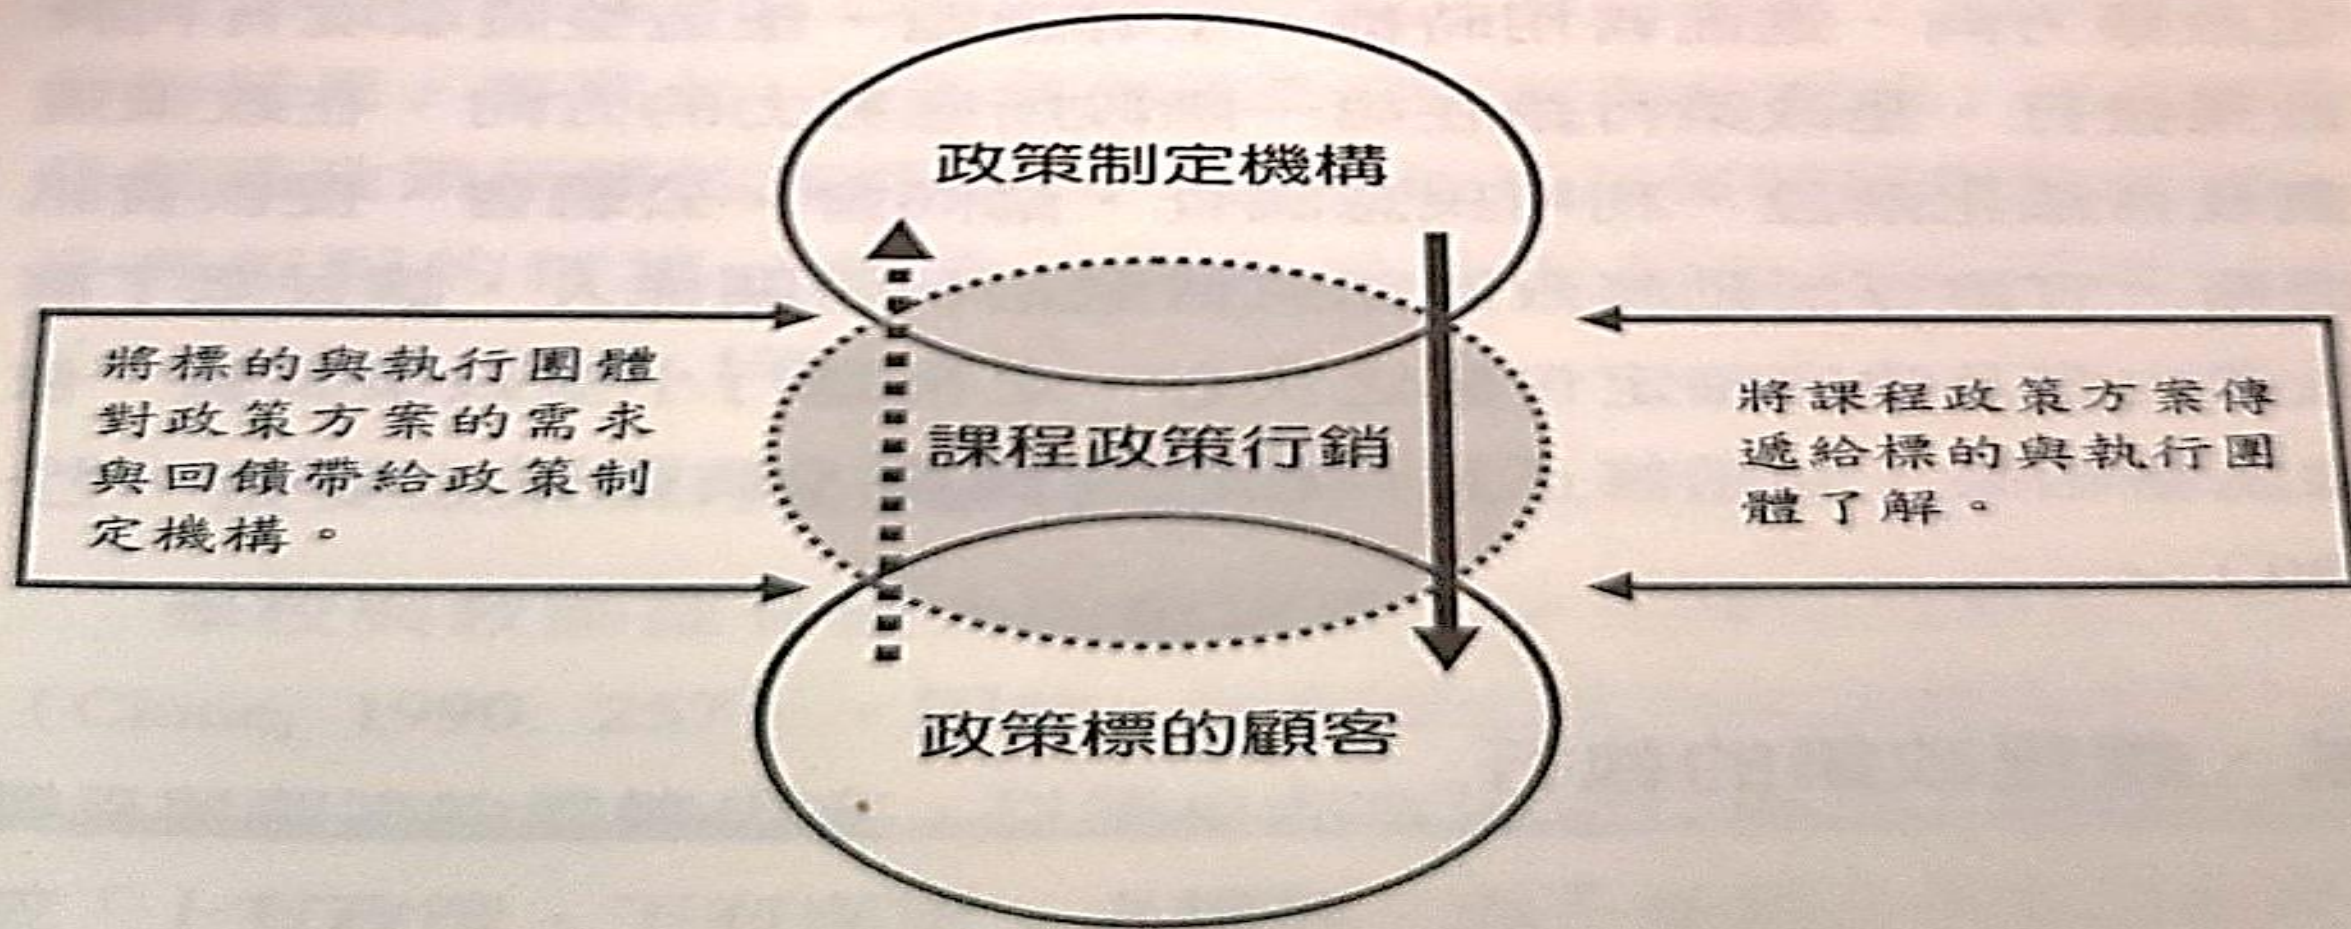 政策制定機構
將標的與執行團體
對政策方案的需求
與回饋帶給政策制
定機構。
課程政策行銷
將課程政策方案傳
遞給標的與執行團
體了解。
政策標的顧客